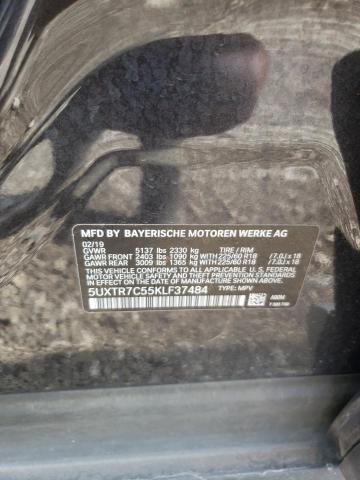 MFD BY BAYERISCHE MOTOREN WERKE AG
02/19
GVWR 5137 lbs 2330 kg TIRE / RIM
GAWR FRONT 2403 lbs 1090 kg WITH 225/60 R18 / 7.0J x 18
GAWR REAR 3009 lbs 1365 kg WITH 225/60 R18 / 7.0J x 18
THIS VEHICLE CONFORMS TO ALL APPLICABLE U.S. FEDERAL
MOTOR VEHICLE SAFETY AND THEFT PREVENTION STANDARDS
IN EFFECT ON THE DATE OF MANUFACTURE SHOWN ABOVE.
5UXTR7C55KLF37484 TYPE: MPV